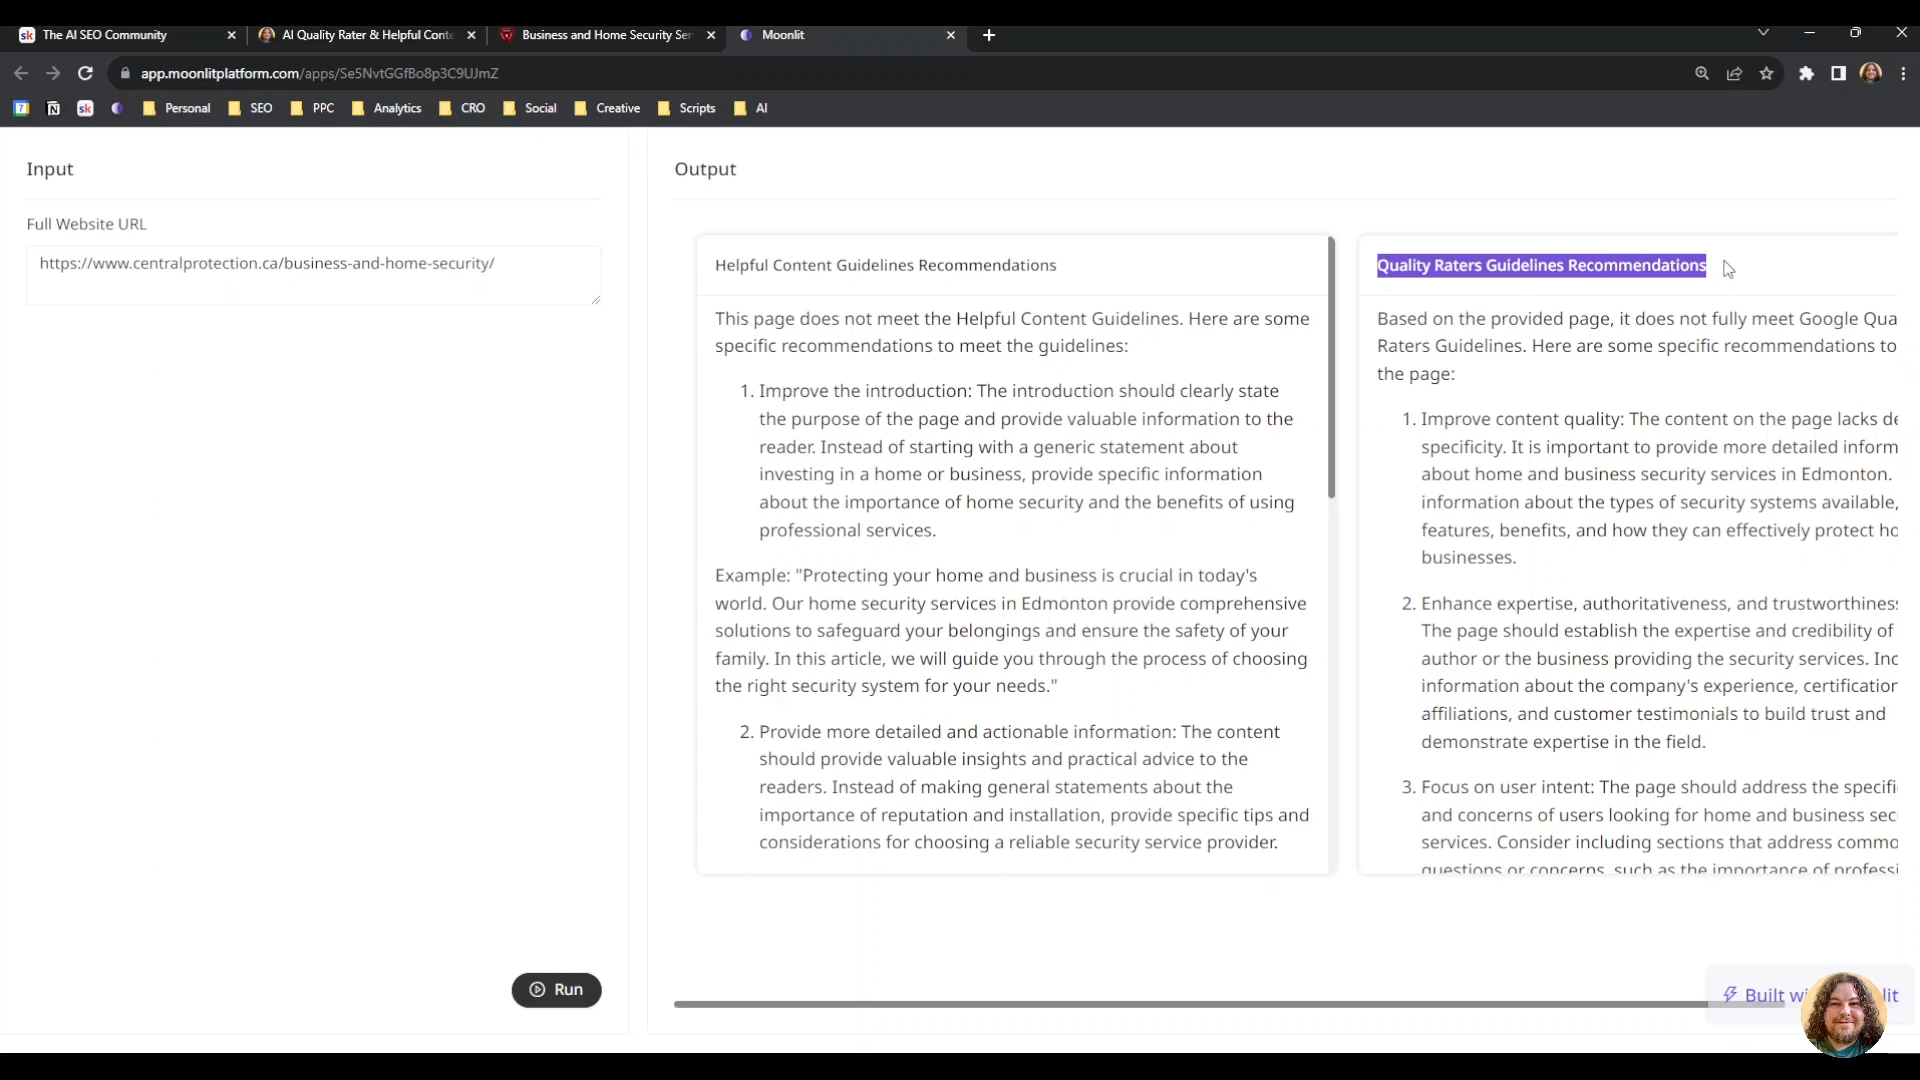 The AI SEO Community
AI Quality Rater & Helpful Conte
Business and Home Security Ser
Moonlit
app.moonlitplatform.com/apps/Se5NvtGGfBo8p3C9UJmZ
Personal
SEO
PPC
Analytics
CRO
Social
Creative
Scripts
AI
Input
Full Website URL
https://www.centralprotection.ca/business-and-home-security/
Run
Output
Helpful Content Guidelines Recommendations
This page does not meet the Helpful Content Guidelines. Here are some
specific recommendations to meet the guidelines:
1. Improve the introduction: The introduction should clearly state
the purpose of the page and provide valuable information to the
reader. Instead of starting with a generic statement about
investing in a home or business, provide specific information
about the importance of home security and the benefits of using
professional services.
Example: "Protecting your home and business is crucial in today's
world. Our home security services in Edmonton provide comprehensive
solutions to safeguard your belongings and ensure the safety of your
family. In this article, we will guide you through the process of choosing
the right security system for your needs."
2. Provide more detailed and actionable information: The content
should provide valuable insights and practical advice to the
readers. Instead of making general statements about the
importance of reputation and installation, provide specific tips and
considerations for choosing a reliable security service provider.
Quality Raters Guidelines Recommendations
Based on the provided page, it does not fully meet Google Qua
Raters Guidelines. Here are some specific recommendations to
the page:
1. Improve content quality: The content on the page lacks de
specificity. It is important to provide more detailed inform
about home and business security services in Edmonton.
information about the types of security systems available,
features, benefits, and how they can effectively protect ho
businesses.
2. Enhance expertise, authoritativeness, and trustworthiness
The page should establish the expertise and credibility of
author or the business providing the security services. Inc
information about the company's experience, certification
affiliations, and customer testimonials to build trust and
demonstrate expertise in the field.
3. Focus on user intent: The page should address the specifi
and concerns of users looking for home and business sec
services. Consider including sections that address commo
questions or concerns, such as the importance of professi
Built wi
lit